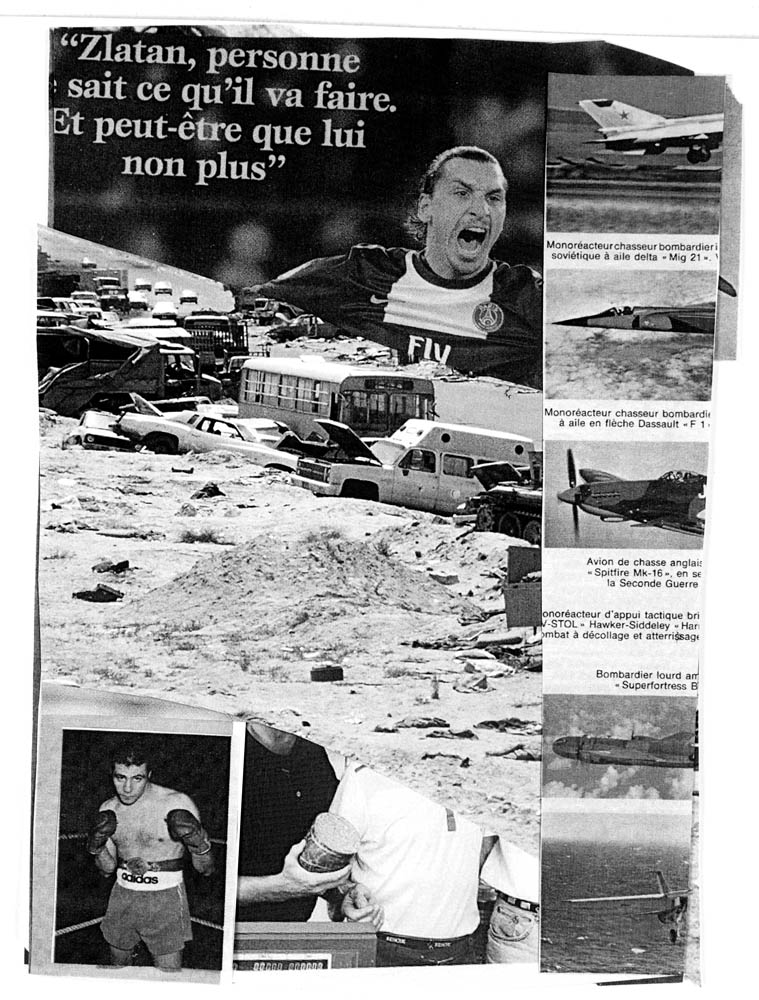 “Zlatan, personne
sait ce qu’il va faire.
Et peut-être que lui
non plus”
FLY
Monoréacteur chasseur bombardier i
soviétique à aile delta « Mig 21 ».
Monoréacteur chasseur bombardie
à aile en flèche Dassault « F 1
Avion de chasse anglais
« Spitfire Mk-16 », en se
la Seconde Guerre
onoréacteur d'appui tactique bri
V-STOL » Hawker-Siddeley « Har
ombat à décollage et atterrissage
Bombardier lourd am
« Superfortress B
adidas